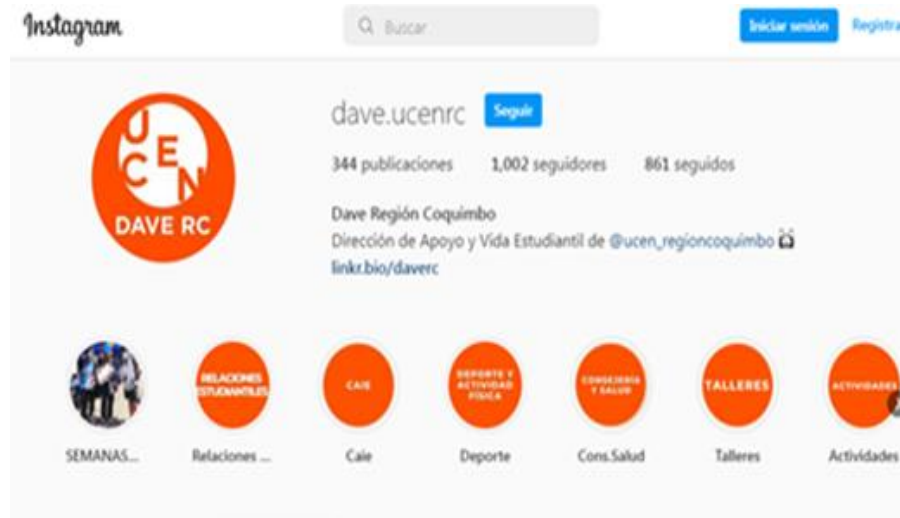 Instagram
Buscar
Iniciar sesión
Registra
UCEN
DAVE RC
dave.ucenrc
Seguir
344 publicaciones 1,002 seguidores 861 seguidos
Dave Región Coquimbo
Dirección de Apoyo y Vida Estudiantil de @ucen_regioncoquimbo
linkr.bio/daverc
RELACIONES
ESTUDIANTILES
CAIE
DEPORTE Y
ACTIVIDAD
FÍSICA
CONSEJERÍA
Y SALUD
TALLERES
ACTIVIDADES
SEMANAS...
Relaciones ...
Caie
Deporte
Cons.Salud
Talleres
Actividades